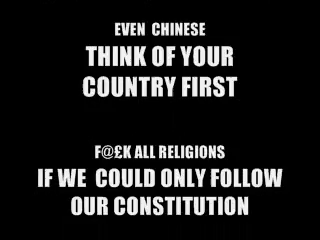 EVEN CHINESE
THINK OF YOUR
COUNTRY FIRST
F@£K ALL RELIGIONS
IF WE COULD ONLY FOLLOW
OUR CONSTITUTION